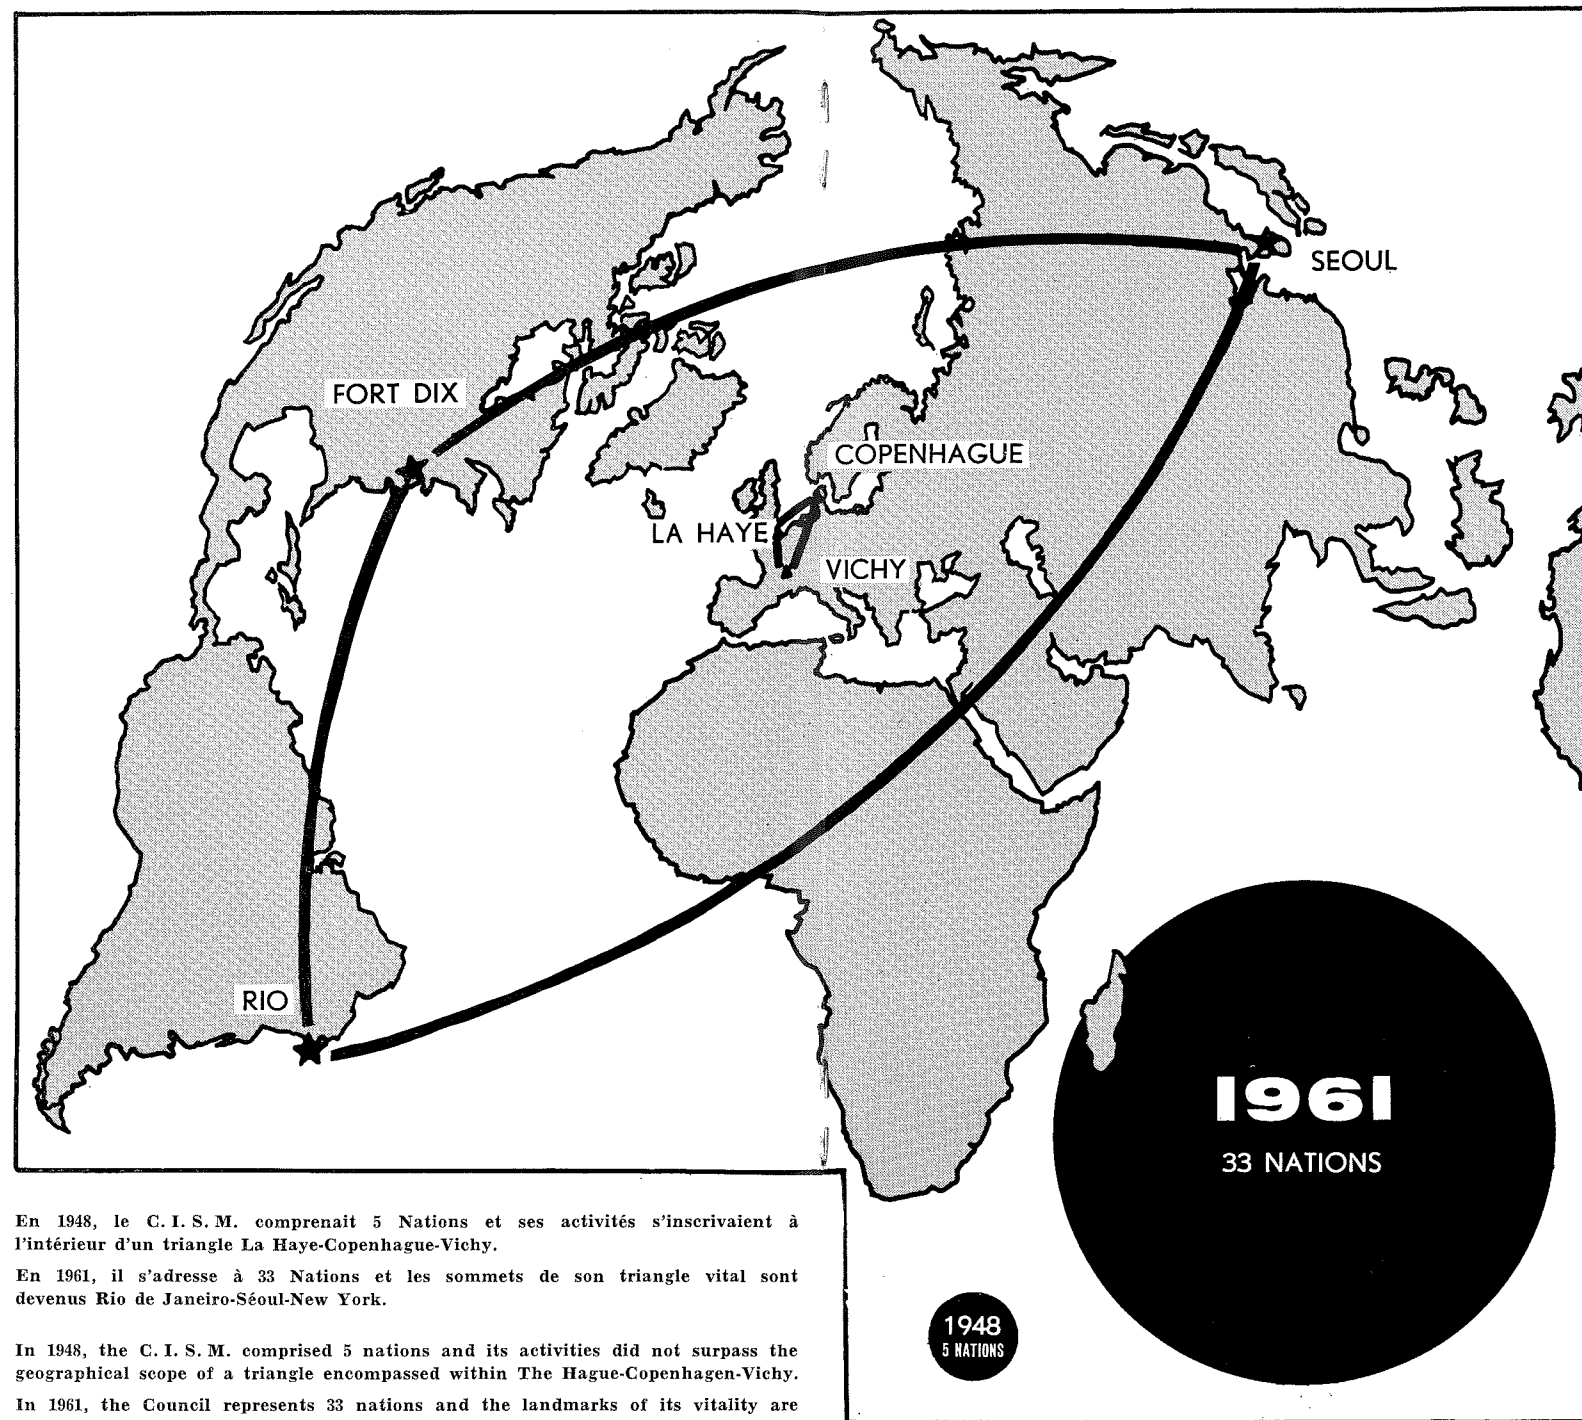 SEOUL
FORT DIX
COPENHAGUE
LA HAYE
VICHY
RIO
1961
33 NATIONS
1948
5 NATIONS
En 1948, le C. I. S. M. comprenait 5 Nations et ses activités s'inscrivaient à
l'intérieur d'un triangle La Haye-Copenhague-Vichy.
En 1961, il s'adresse à 33 Nations et les sommets de son triangle vital sont
devenus Rio de Janeiro-Séoul-New York.
In 1948, the C. I. S. M. comprised 5 nations and its activities did not surpass the
geographical scope of a triangle encompassed within The Hague-Copenhagen-Vichy.
In 1961, the Council represents 33 nations and the landmarks of its vitality are